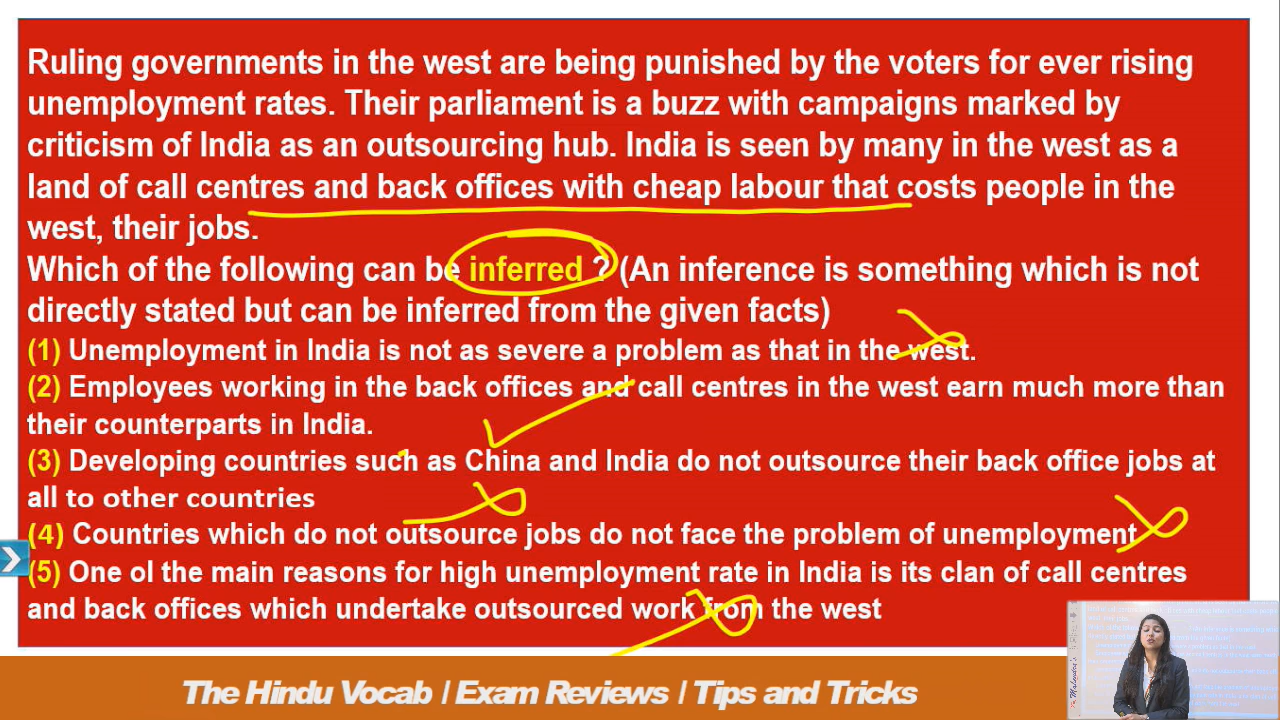 Ruling governments in the west are being punished by the voters for ever rising
unemployment rates. Their parliament is a buzz with campaigns marked by
criticism of India as an outsourcing hub. India is seen by many in the west as a
land of call centres and back offices with cheap labour that costs people in the
west, their jobs.
Which of the following can be inferred ? (An inference is something which is not
directly stated but can be inferred from the given facts)
(1) Unemployment in India is not as severe a problem as that in the west.
(2) Employees working in the back offices and call centres in the west earn much more than
their counterparts in India.
(3) Developing countries such as China and India do not outsource their back office jobs at
all to other countries
(4) Countries which do not outsource jobs do not face the problem of unemployment
(5) One ol the main reasons for high unemployment rate in India is its clan of call centres
and back offices which undertake outsourced work from the west
The Hindu Vocab / Exam Reviews / Tips and Tricks